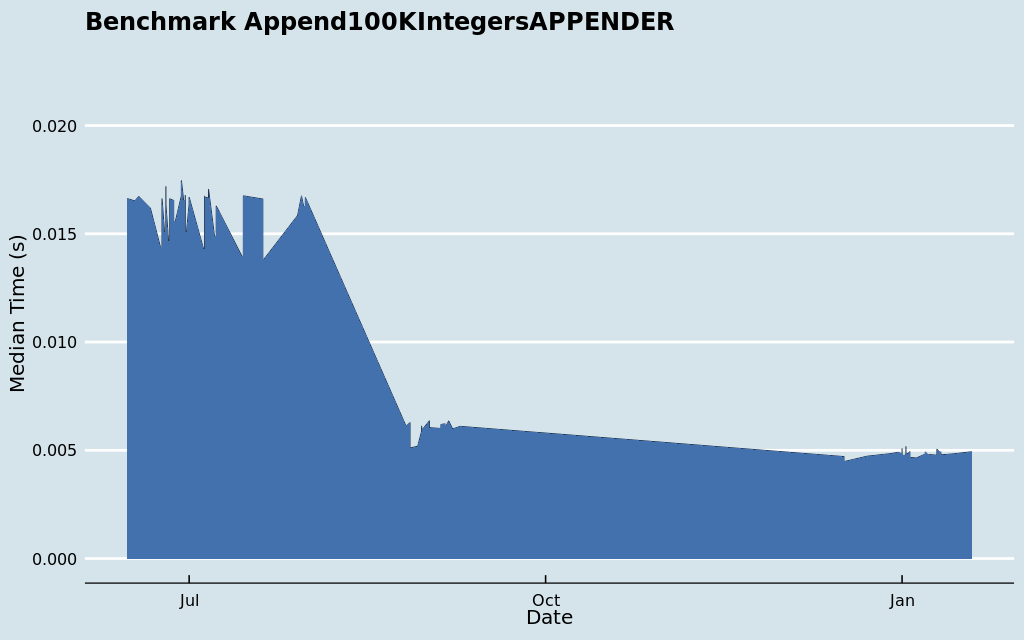 Benchmark Append100KIntegersAPPENDER
0.020
0.015
0.010
0.005
0.000
Median Time (s)
Jul
Oct
Jan
Date